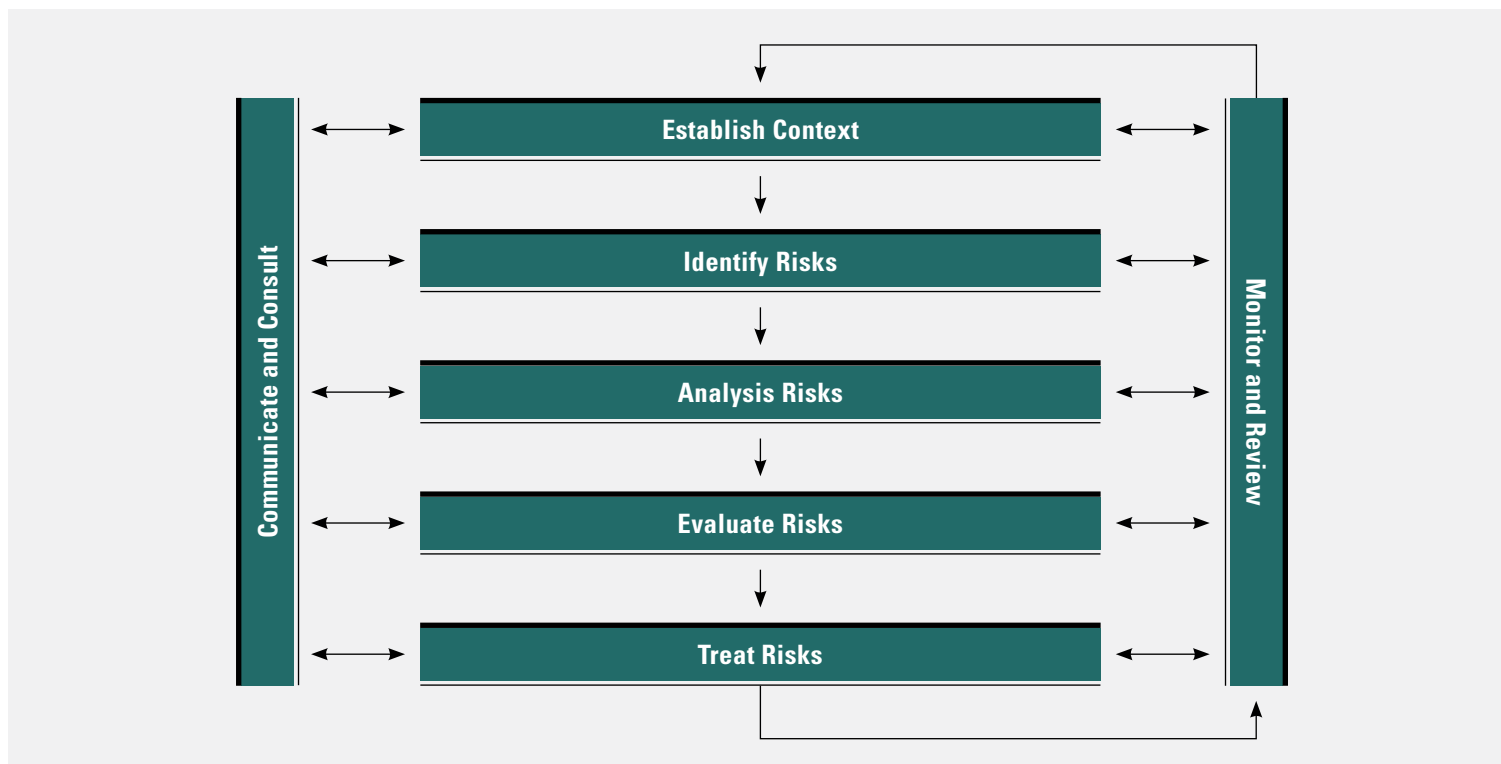 Establish Context
Communicate and Consult
Identify Risks
Analysis Risks
Evaluate Risks
Treat Risks
Monitor and Review